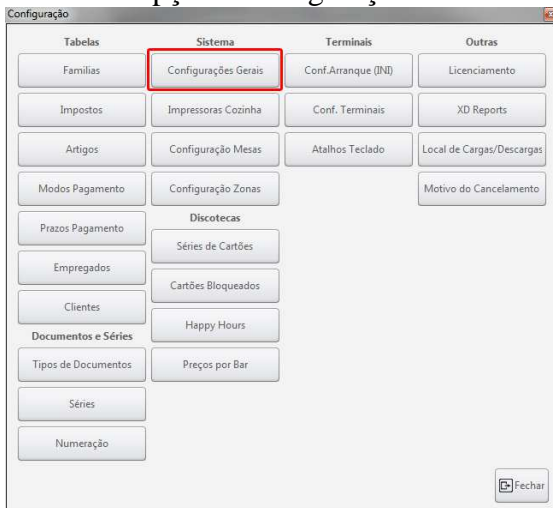 Configuração
Tabelas
Familias
Impostos
Artigos
Modos Pagamento
Prazos Pagamento
Empregados
Clientes
Documentos e Séries
Tipos de Documentos
Séries
Numeração
Sistema
Configurações Gerais
Impressoras Cozinha
Configuração Mesas
Configuração Zonas
Discotecas
Séries de Cartões
Cartões Bloqueados
Happy Hours
Preços por Bar
Terminais
Conf.Arranque (INI)
Conf. Terminais
Atalhos Teclado
Outras
Licenciamento
XD Reports
Local de Cargas/Descargas
Motivo do Cancelamento
Fechar